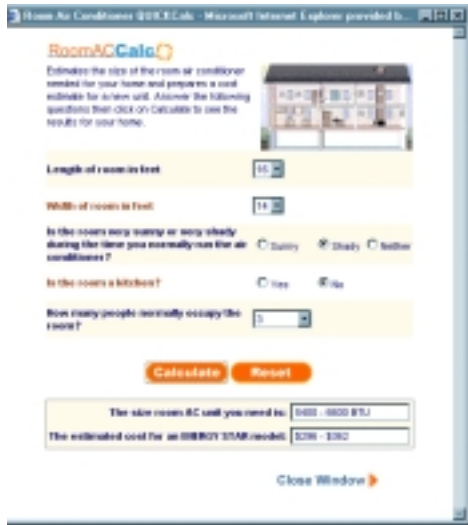 Room Air Conditioner QUICKCalc - Microsoft Internet Explorer provided b...
RoomACCalc
Estimates the size of the room air conditioner
needed for your home and prepares a cost
estimate for a new unit. Answer the following
questions then click on Calculate to see the
results for your home.
Length of room in feet
Width of room in feet
Is the room very sunny or very shady
during the time you normally run the air
conditioner?
Sunny Shady Neither
Is the room a kitchen?
Yes No
How many people normally occupy the
room?
3
Calculate Reset
The size room AC unit you need is: BTU
The estimated cost for an ENERGY STAR model:
Close Window